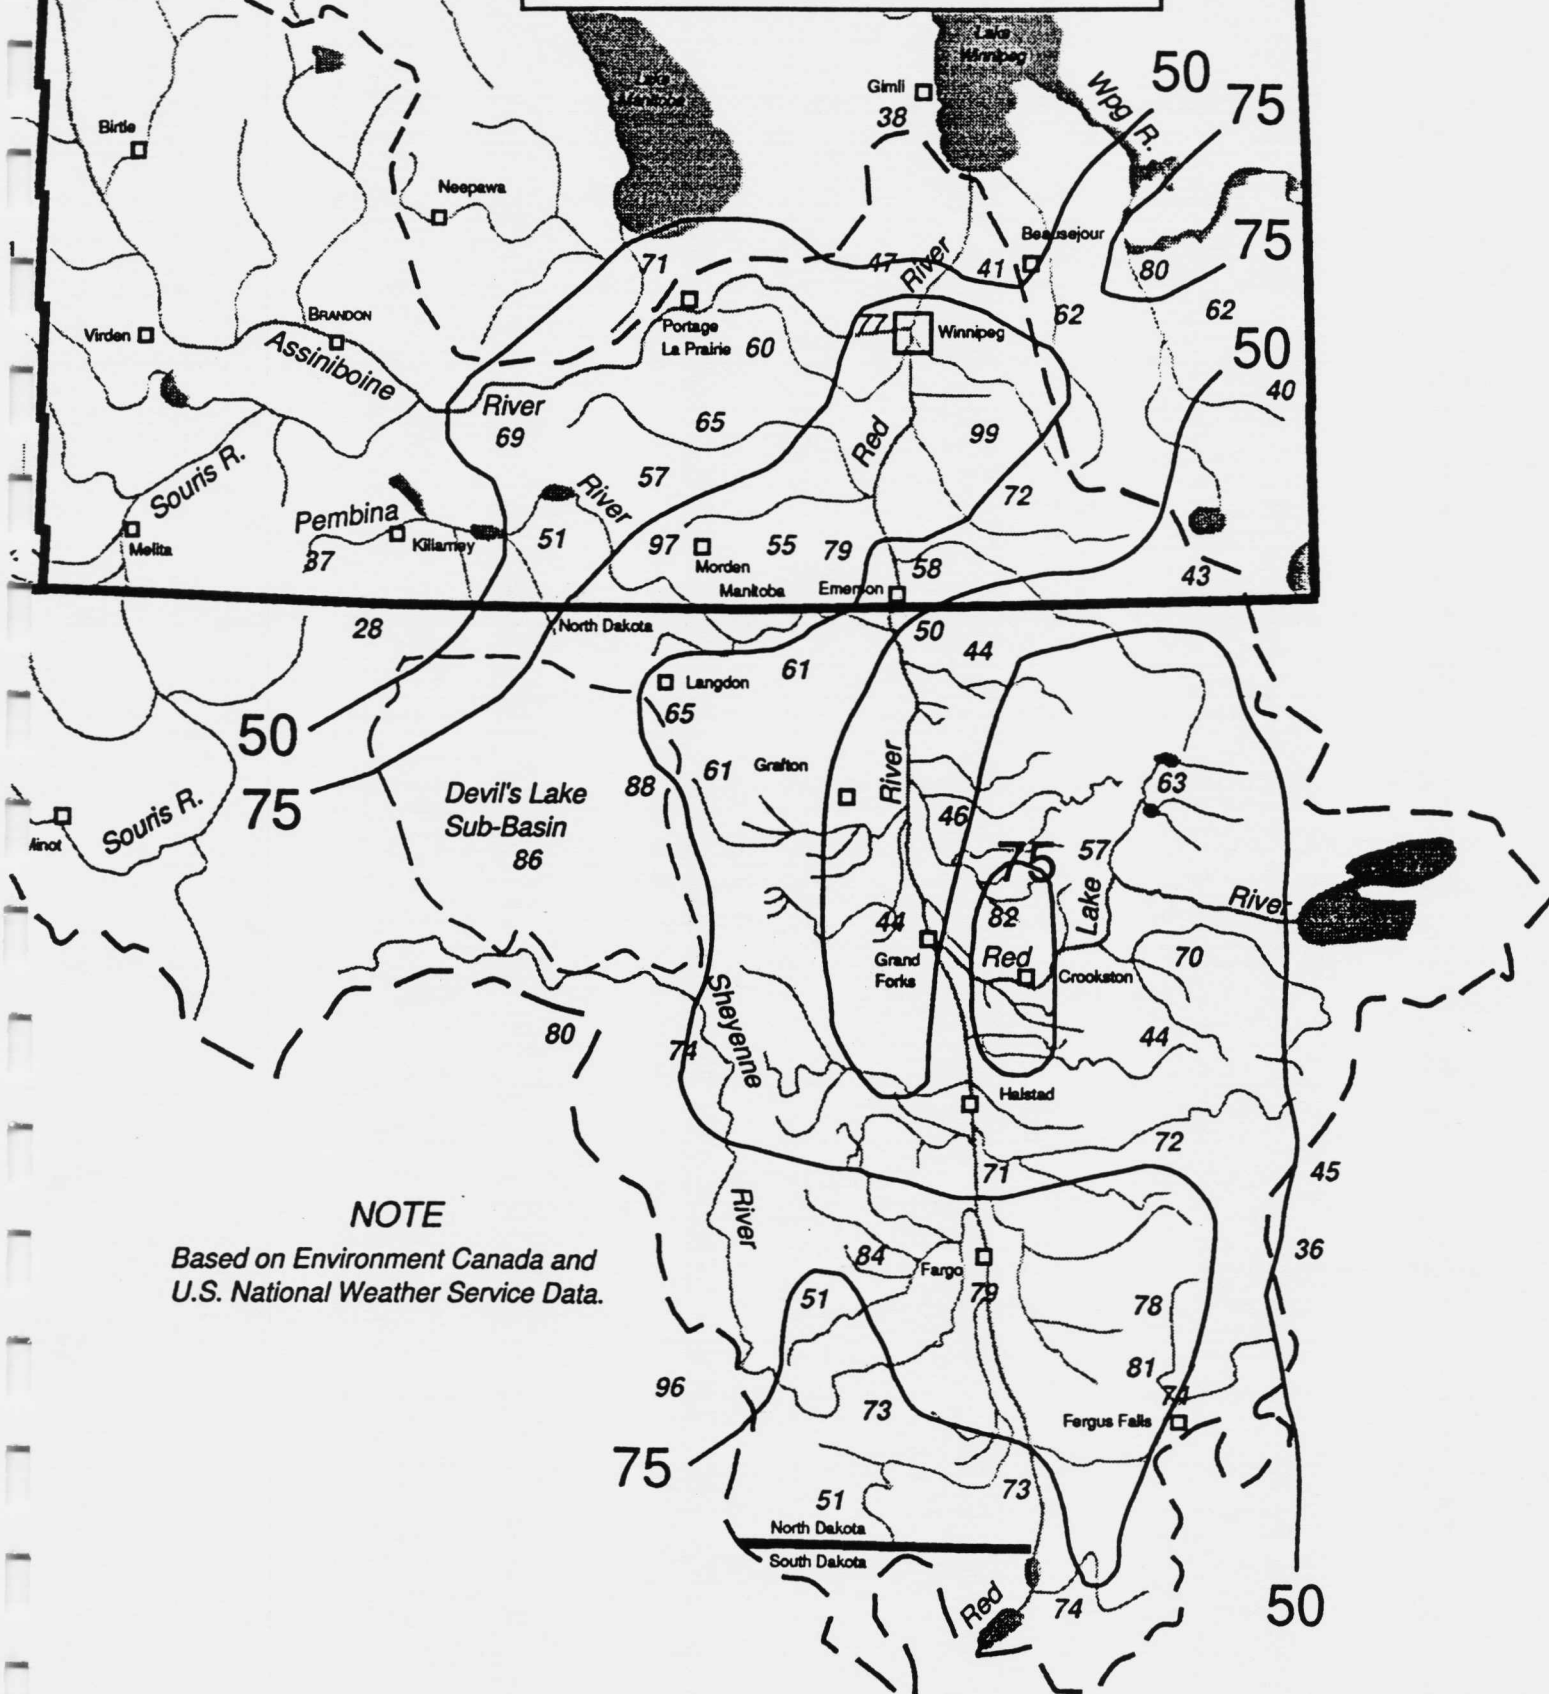 Lake
Winnipeg
Lake
Manitoba
50
75
Gimli
38
Wpg R.
Birtle
Neepawa
Beausejour
75
71
47
River
41
80
62
62
Virden
BRANDON
Assiniboine
Portage
La Prairie
60
77
Winnipeg
50
40
River
69
65
Red
99
57
72
Souris R.
Pembina
River
Melita
37
Killarney
51
97
Morden
55
79
58
43
Manitoba
Emerson
28
North Dakota
50
44
61
Langdon
65
50
75
88
61
Grafton
River
63
Devil's Lake
Sub-Basin
86
Souris R.
46
75
57
Lake
River
44
82
Grand
Forks
Red
Crookston
70
80
74
Sheyenne
44
Halstad
72
71
45
NOTE
River
36
Based on Environment Canada and
U.S. National Weather Service Data.
84
Fargo
79
51
78
81
74
96
73
Fergus Falls
75
73
51
North Dakota
South Dakota
Red
74
50